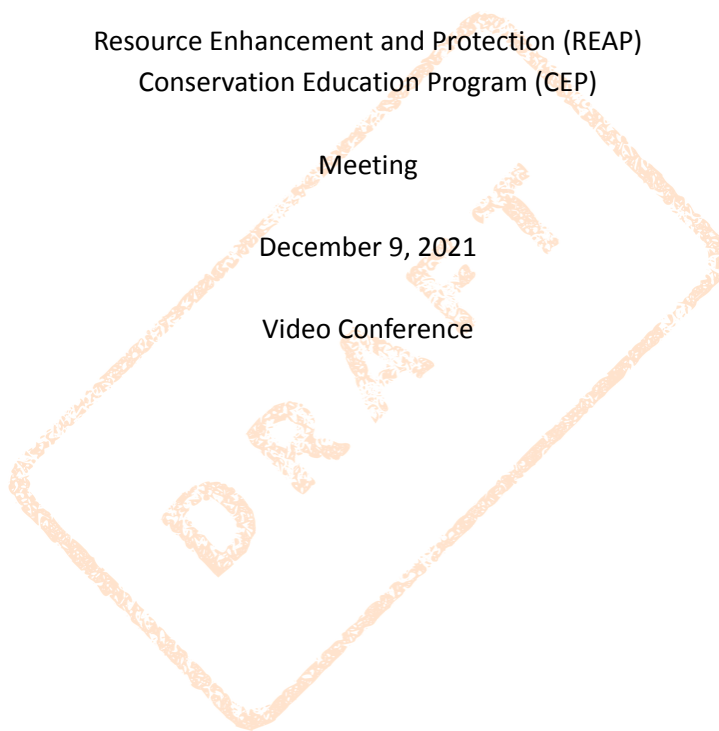 Resource Enhancement and Protection (REAP)
Conservation Education Program (CEP)
Meeting
December 9, 2021
Video Conference
DRAFT